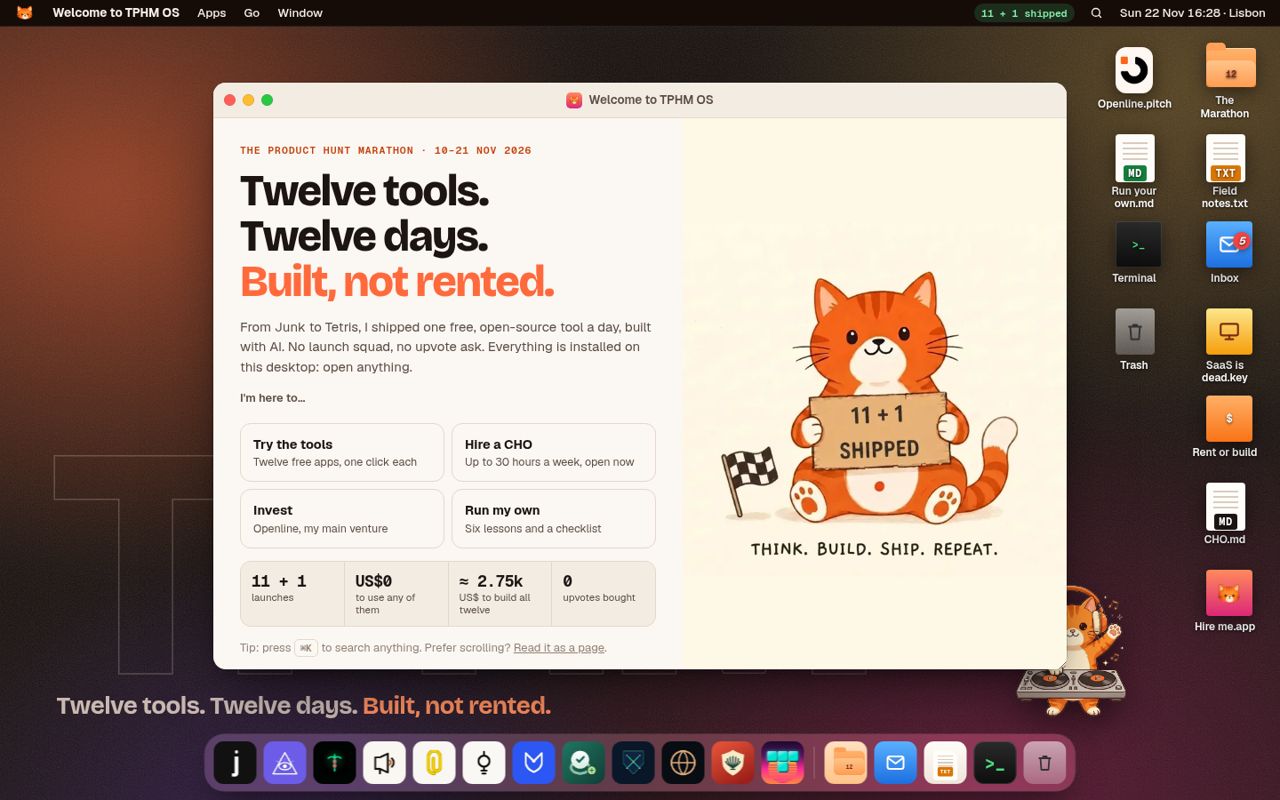 Welcome to TPHM OS
Apps
Go
Window
11 + 1 shipped
Sun 22 Nov 16:28 · Lisbon
Welcome to TPHM OS
THE PRODUCT HUNT MARATHON · 10–21 NOV 2026
Twelve tools.
Twelve days.
Built, not rented.
From Junk to Tetris, I shipped one free, open-source tool a day, built
with AI. No launch squad, no upvote ask. Everything is installed on
this desktop: open anything.
I'm here to...
Try the tools
Twelve free apps, one click each
Hire a CHO
Up to 30 hours a week, open now
Invest
Openline, my main venture
Run my own
Six lessons and a checklist
11 + 1
launches
US$0
to use any of
them
≈ 2.75k
US$ to build all
twelve
0
upvotes bought
Tip: press ⌘K to search anything. Prefer scrolling? Read it as a page.
11 + 1
SHIPPED
THINK. BUILD. SHIP. REPEAT.
Openline.pitch
12
The
Marathon
MD
Run your
own.md
TXT
Field
notes.txt
>_
Terminal
5
Inbox
Trash
SaaS is
dead.key
$
Rent or build
MD
CHO.md
Hire me.app
T
Twelve tools. Twelve days. Built, not rented.
j
12
TXT
>_